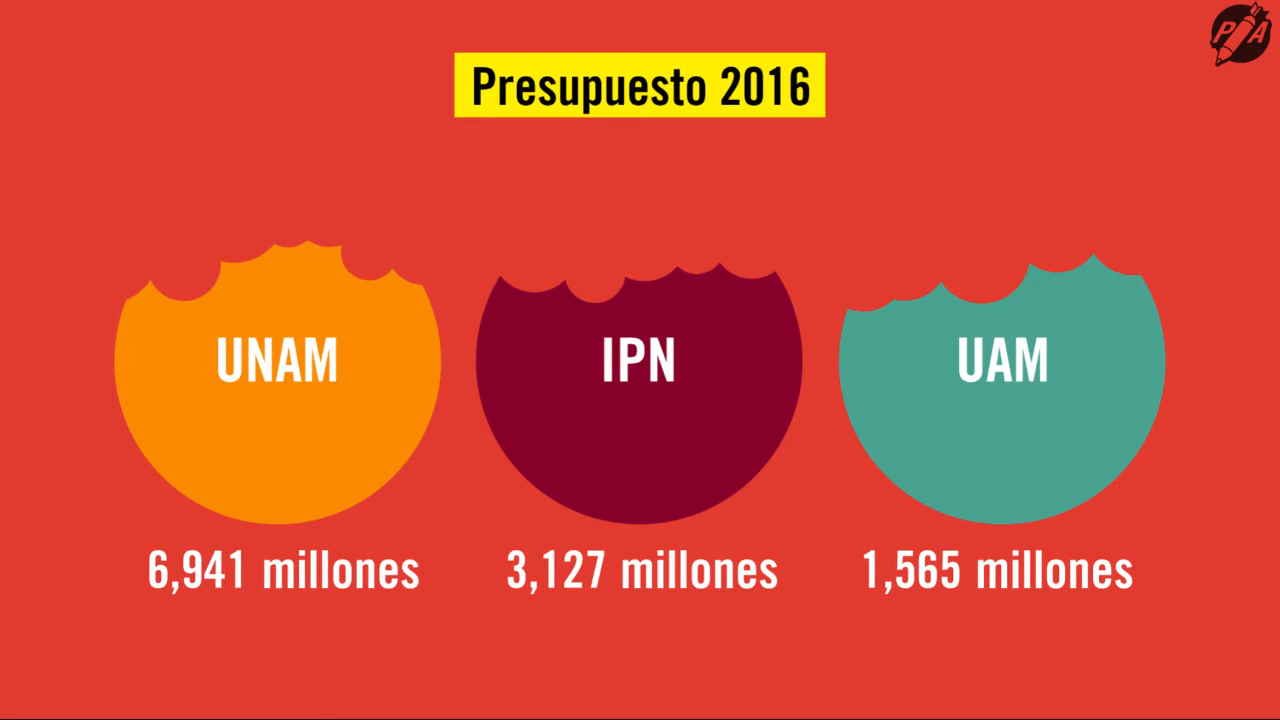 P A
Presupuesto 2016
UNAM
IPN
UAM
6,941 millones
3,127 millones
1,565 millones